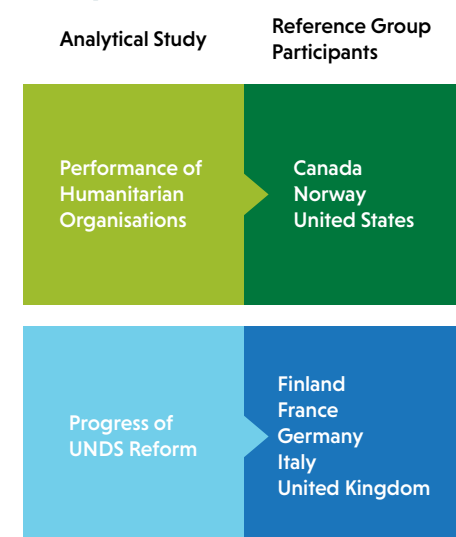 Analytical Study
Reference Group
Participants
Performance of
Humanitarian
Organisations
Canada
Norway
United States
Progress of
UNDS Reform
Finland
France
Germany
Italy
United Kingdom